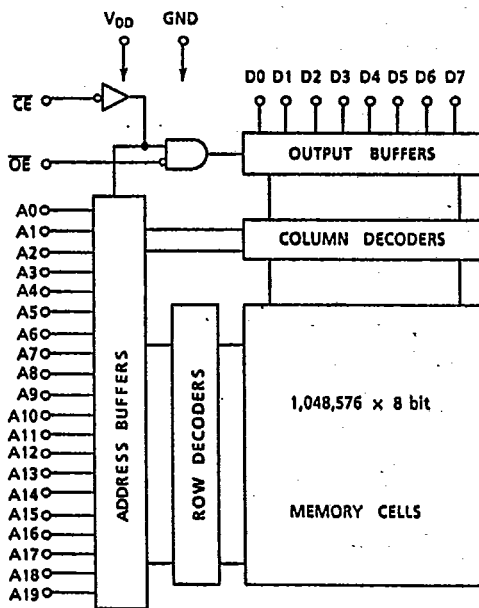 VDD GND
CE
OE
D0 D1 D2 D3 D4 D5 D6 D7
OUTPUT BUFFERS
COLUMN DECODERS
A0
A1
A2
A3
A4
A5
A6
A7
A8
A9
A10
A11
A12
A13
A14
A15
A16
A17
A18
A19
ADDRESS BUFFERS
ROW DECODERS
1,048,576 x 8 bit
MEMORY CELLS